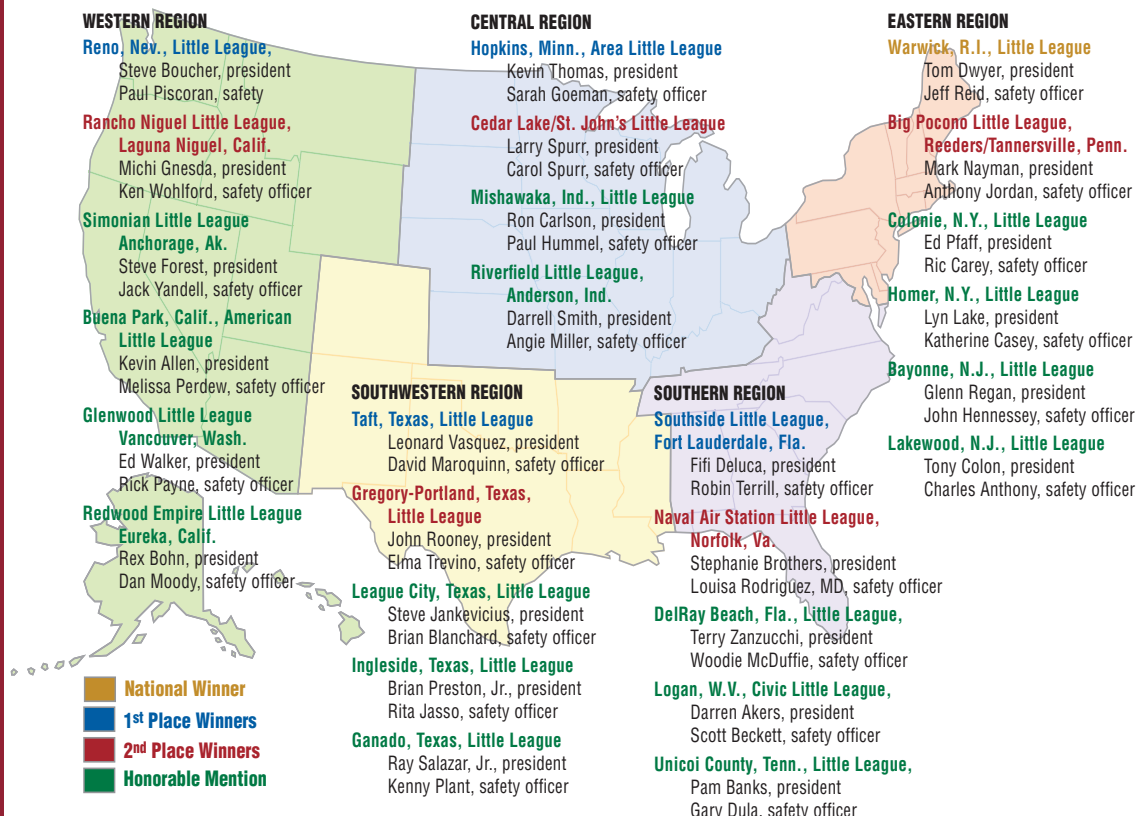 WESTERN REGION
Reno, Nev., Little League,
Steve Boucher, president
Paul Piscoran, safety
Rancho Niguel Little League,
Laguna Niguel, Calif.
Michi Gnesda, president
Ken Wohlford, safety officer
Simonian Little League
Anchorage, Ak.
Steve Forest, president
Jack Yandell, safety officer
Buena Park, Calif., American
Little League
Kevin Allen, president
Melissa Perdew, safety officer
Glenwood Little League
Vancouver, Wash.
Ed Walker, president
Rick Payne, safety officer
Redwood Empire Little League
Eureka, Calif.
Rex Bohn, president
Dan Moody, safety officer
CENTRAL REGION
Hopkins, Minn., Area Little League
Kevin Thomas, president
Sarah Goeman, safety officer
Cedar Lake/St. John's Little League
Larry Spurr, president
Carol Spurr, safety officer
Mishawaka, Ind., Little League
Ron Carlson, president
Paul Hummel, safety officer
Riverfield Little League,
Anderson, Ind.
Darrell Smith, president
Angie Miller, safety officer
EASTERN REGION
Warwick, R.I., Little League
Tom Dwyer, president
Jeff Reid, safety officer
Big Pocono Little League,
Reeders/Tannersville, Penn.
Mark Nayman, president
Anthony Jordan, safety officer
Colonie, N.Y., Little League
Ed Pfaff, president
Ric Carey, safety officer
Homer, N.Y., Little League
Lyn Lake, president
Katherine Casey, safety officer
Bayonne, N.J., Little League
Glenn Regan, president
John Hennessey, safety officer
Lakewood, N.J., Little League
Tony Colon, president
Charles Anthony, safety officer
SOUTHWESTERN REGION
Taft, Texas, Little League
Leonard Vasquez, president
David Maroquinn, safety officer
Gregory-Portland, Texas,
Little League
John Rooney, president
Elma Trevino, safety officer
League City, Texas, Little League
Steve Jankevicius, president
Brian Blanchard, safety officer
Ingleside, Texas, Little League
Brian Preston, Jr., president
Rita Jasso, safety officer
Ganado, Texas, Little League
Ray Salazar, Jr., president
Kenny Plant, safety officer
SOUTHERN REGION
Southside Little League,
Fort Lauderdale, Fla.
Fifi Deluca, president
Robin Terrill, safety officer
Naval Air Station Little League,
Norfolk, Va.
Stephanie Brothers, president
Louisa Rodriguez, MD, safety officer
DelRay Beach, Fla., Little League,
Terry Zanzucchi, president
Woodie McDuffie, safety officer
Logan, W.V., Civic Little League,
Darren Akers, president
Scott Beckett, safety officer
Unicoi County, Tenn., Little League,
Pam Banks, president
Gary Dula, safety officer
National Winner
1st Place Winners
2nd Place Winners
Honorable Mention